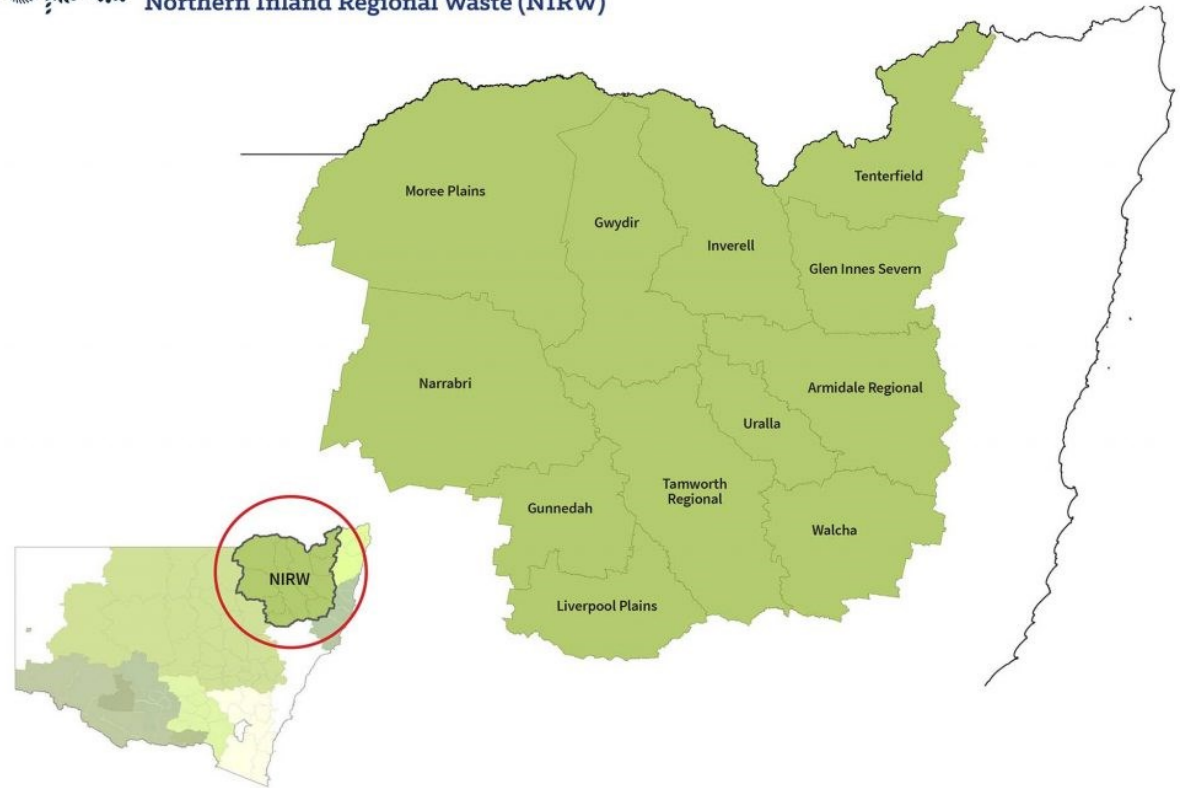 Northern Inland Regional Waste (NIRW)
Tenterfield
Moree Plains
Gwydir
Inverell
Glen Innes Severn
Narrabri
Armidale Regional
Uralla
Tamworth
Regional
Gunnedah
Walcha
NIRW
Liverpool Plains